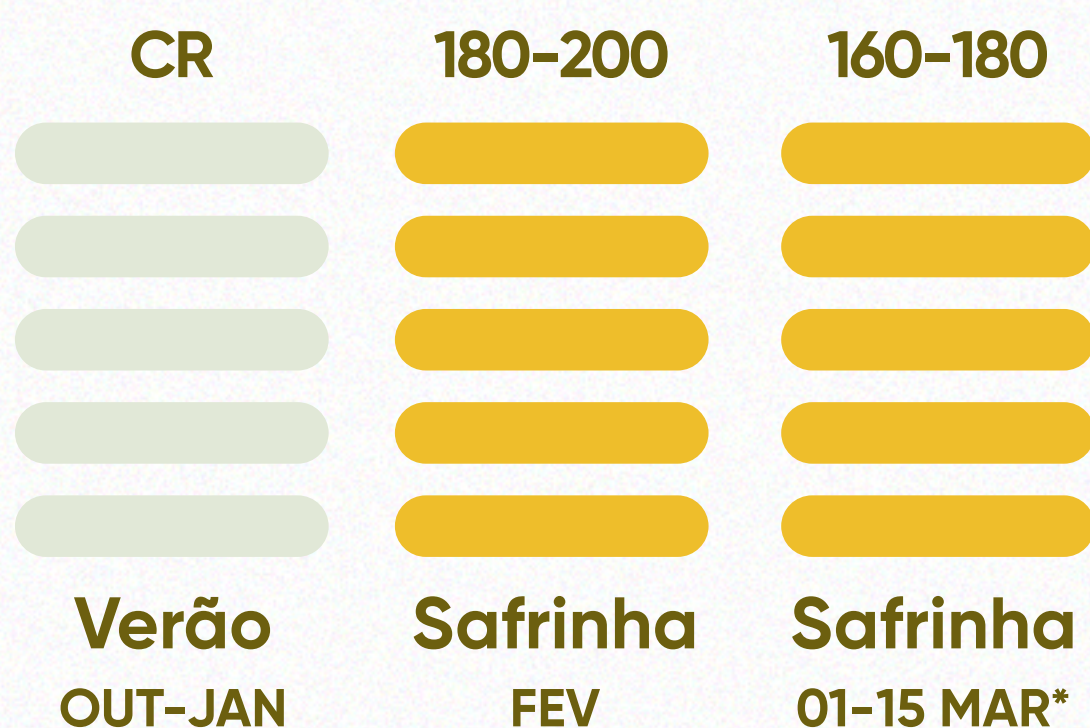 CR 180-200 160-180
Verão Safrinha Safrinha
OUT-JAN FEV 01-15 MAR*